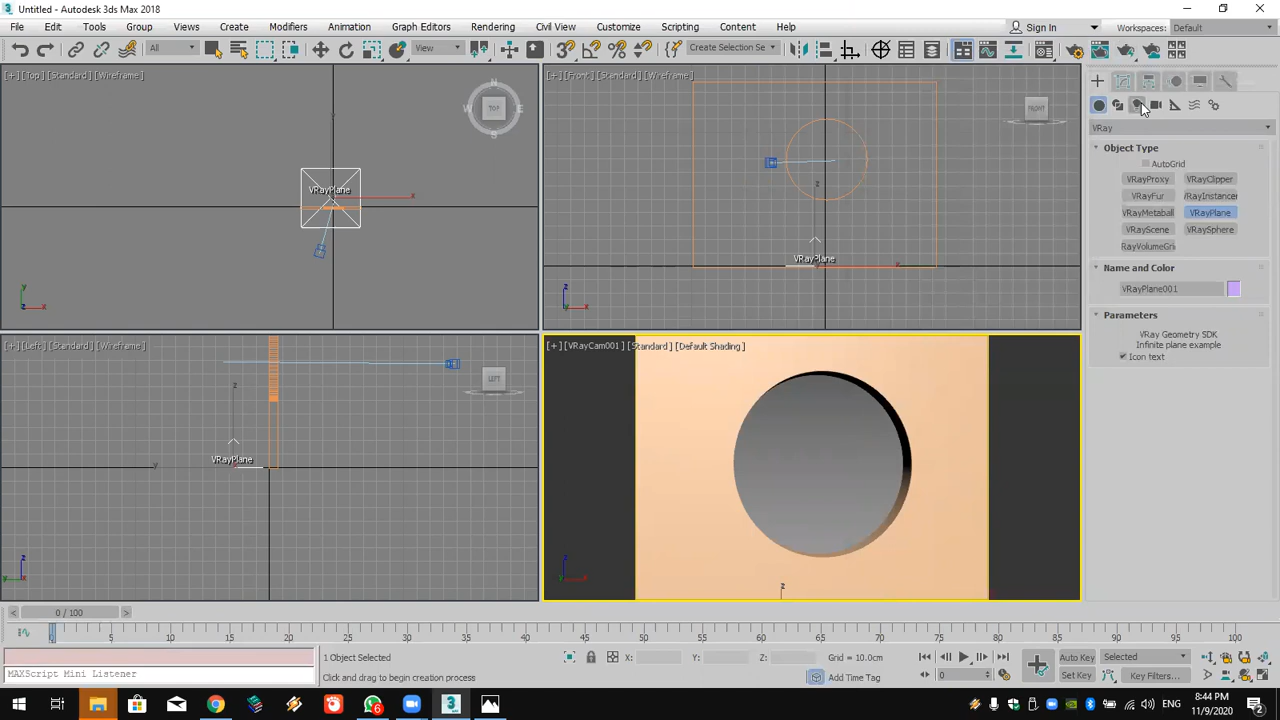 Untitled - Autodesk 3ds Max 2018
File Edit Tools Group Views Create Modifiers Animation Graph Editors Rendering Civil View Customize Scripting Content Help Sign In Workspaces: Default
All View Create Selection Se
[+] [Top] [Standard] [Wireframe]
N
W TOP E
VRayPlane
x
y
z x
[+] [Front] [Standard] [Wireframe]
FRONT
z
VRayPlane
x
z
x
VRay
Object Type
AutoGrid
VRayProxy VRayClipper
VRayFur VRayInstancer
VRayMetaball VRayPlane
VRayScene VRaySphere
RayVolumeGri
Name and Color
VRayPlane001
Parameters
VRay Geometry SDK
Infinite plane example
Icon text
[+] [Left] [Standard] [Wireframe]
LEFT
z
VRayPlane
y
z
y
[+] [VRayCam001] [Standard] [Default Shading]
z
z
0 / 100
0 5 10 15 20 25 30 35 40 45 50 55 60 65 70 75 80 85 90 95 100
1 Object Selected
X: Y: Z: Grid = 10.0cm
Auto Key Selected
MAXScript Mini Listener
Click and drag to begin creation process
Add Time Tag
0
Set Key Key Filters...
8:44 PM
11/9/2020